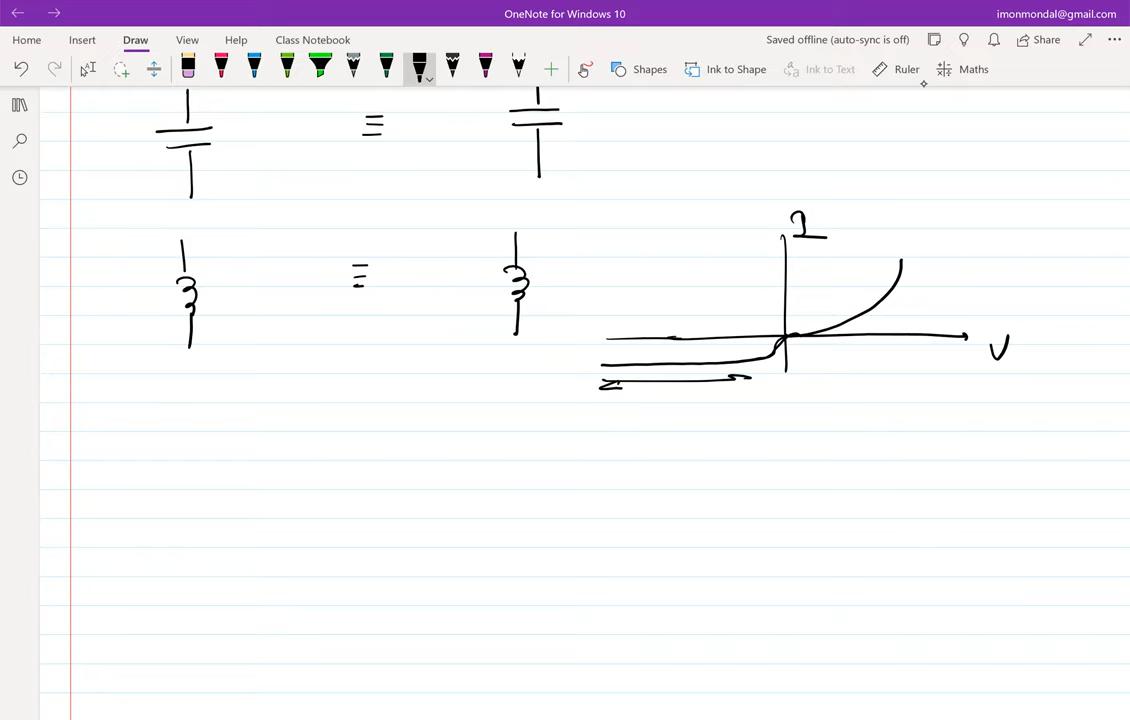 OneNote for Windows 10
imonmondal@gmail.com
Home Insert Draw View Help Class Notebook
Saved offline (auto-sync is off) Share
Shapes Ink to Shape Ink to Text Ruler Maths
≡
I
≡
V